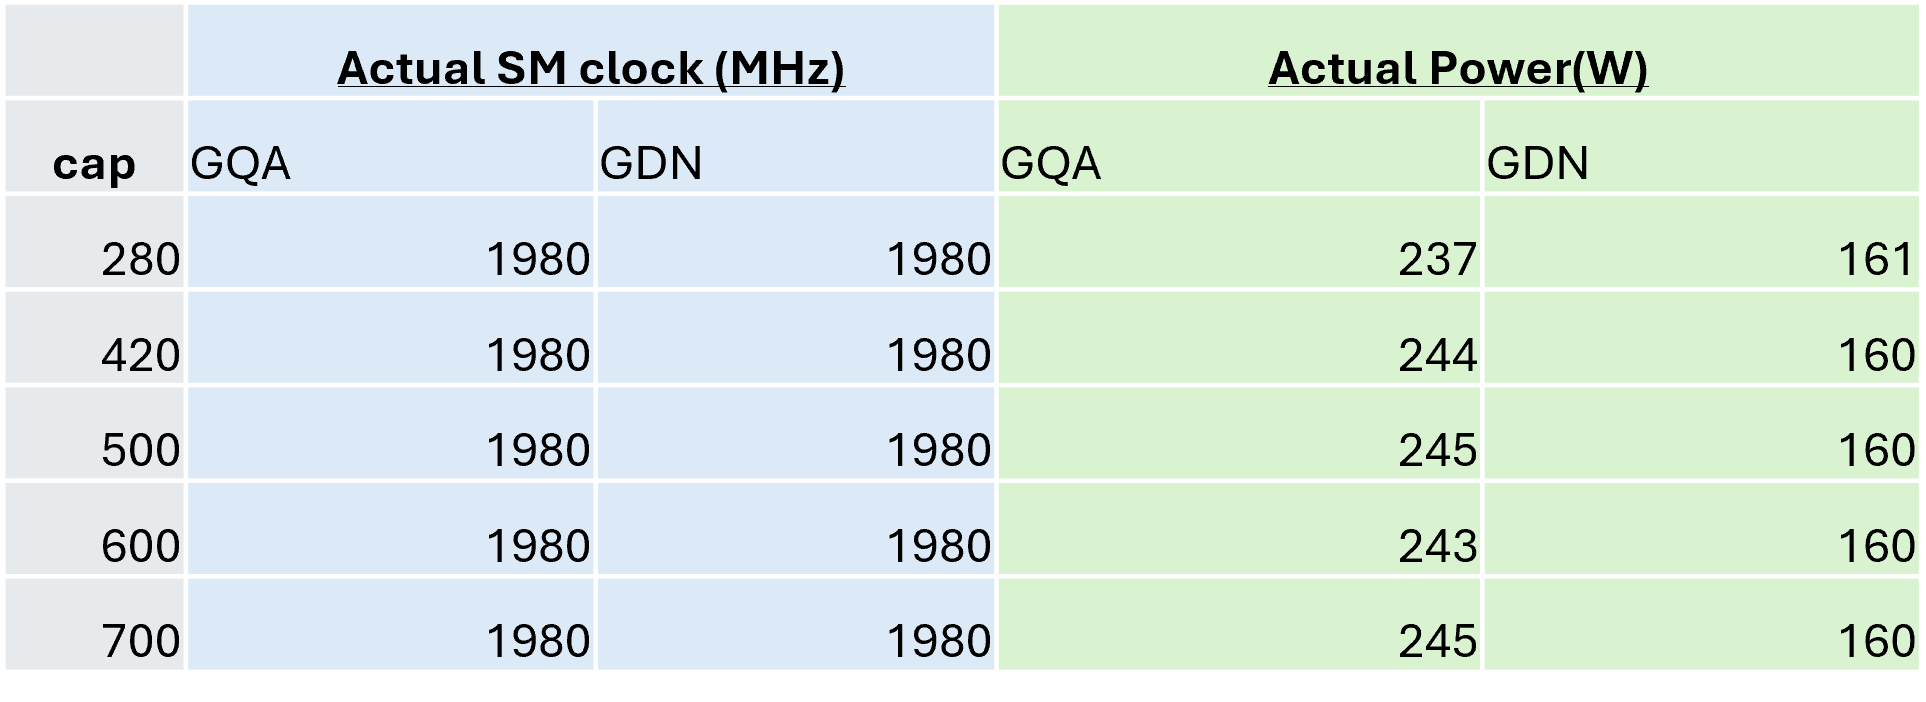 Actual SM clock (MHz) Actual Power(W)
cap GQA GDN GQA GDN
280 1980 1980 237 161
420 1980 1980 244 160
500 1980 1980 245 160
600 1980 1980 243 160
700 1980 1980 245 160